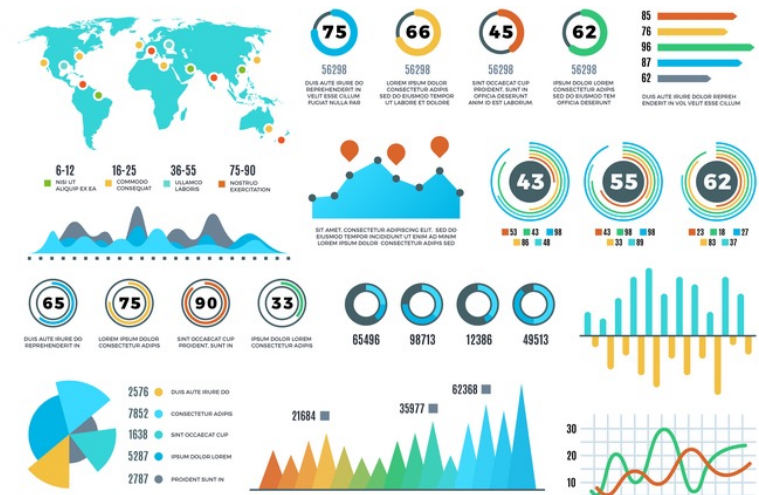 75
66
45
62
56298
56298
56298
56298
DUIS AUTE IRURE DO
REPREHENDERIT IN
VELIT ESSE CILLUM
FUGIAT NULLA PAR
LOREM IPSUM DOLOR
CONSECTETUR ADIPIS
SED DO EIUSMOD TEMPOR
UT LABORE ET DOLORE
SINT OCCAECAT CUP
PROIDENT, SUNT IN
OFFICIA DESERUNT
ANIM ID EST LABORUM.
IPSUM DOLOR LOREM
CONSECTETUR ADIPIS
SED DO EIUSMOD TEM
OFFICIA DESERUNT
85
76
96
87
62
DUIS AUTE IRURE DOLOR REPREH
ENDERIT IN VOL VELIT ESSE CILLUM
6-12
NISI UT
ALIQUIP EX EA
16-25
COMMODO
CONSEQUAT
36-55
ULLAMCO
LABORIS
75-90
NOSTRUD
EXERCITATION
SIT AMET, CONSECTETUR ADIPISCING ELIT, SED DO
EIUSMOD TEMPOR INCIDIDUNT UT ENIM AD MINIM
LOREM IPSUM DOLOR CONSECTETUR ADIPIS SED
43
53 43 98
86 48
55
43 98 98
33 89
62
23 18 27
83 37
65
75
90
33
DUIS AUTE IRURE DO
REPREHENDERIT IN
LOREM IPSUM DOLOR
CONSECTETUR ADIPIS
SINT OCCAECAT CUP
PROIDENT, SUNT IN
IPSUM DOLOR LOREM
CONSECTETUR ADIPIS
65496
98713
12386
49513
2576 DUIS AUTE IRURE DO
7852 CONSECTETUR ADIPIS
1638 SINT OCCAECAT CUP
5287 IPSUM DOLOR LOREM
2787 PROIDENT SUNT IN
21684
35977
62368
30
20
10